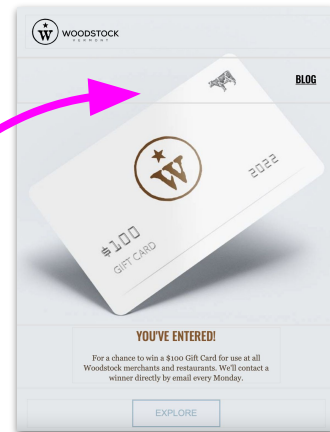 WOODSTOCK
VERMONT
BLOG
W
2022
$100
GIFT CARD
YOU'VE ENTERED!
For a chance to win a $100 Gift Card for use at all
Woodstock merchants and restaurants. We'll contact a
winner directly by email every Monday.
EXPLORE